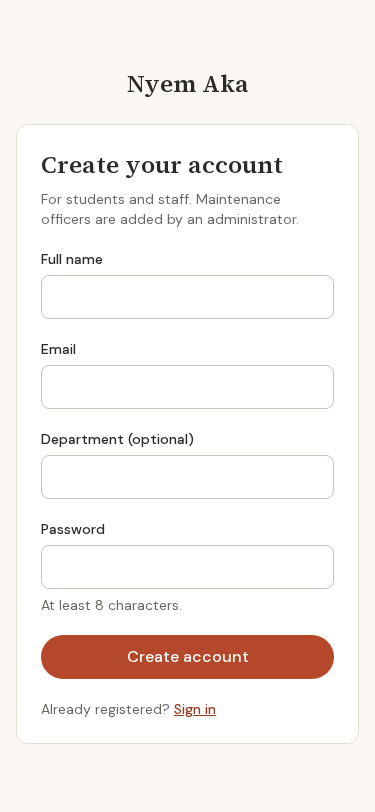 Nyem Aka
Create your account
For students and staff. Maintenance
officers are added by an administrator.
Full name
Email
Department (optional)
Password
At least 8 characters.
Create account
Already registered? Sign in